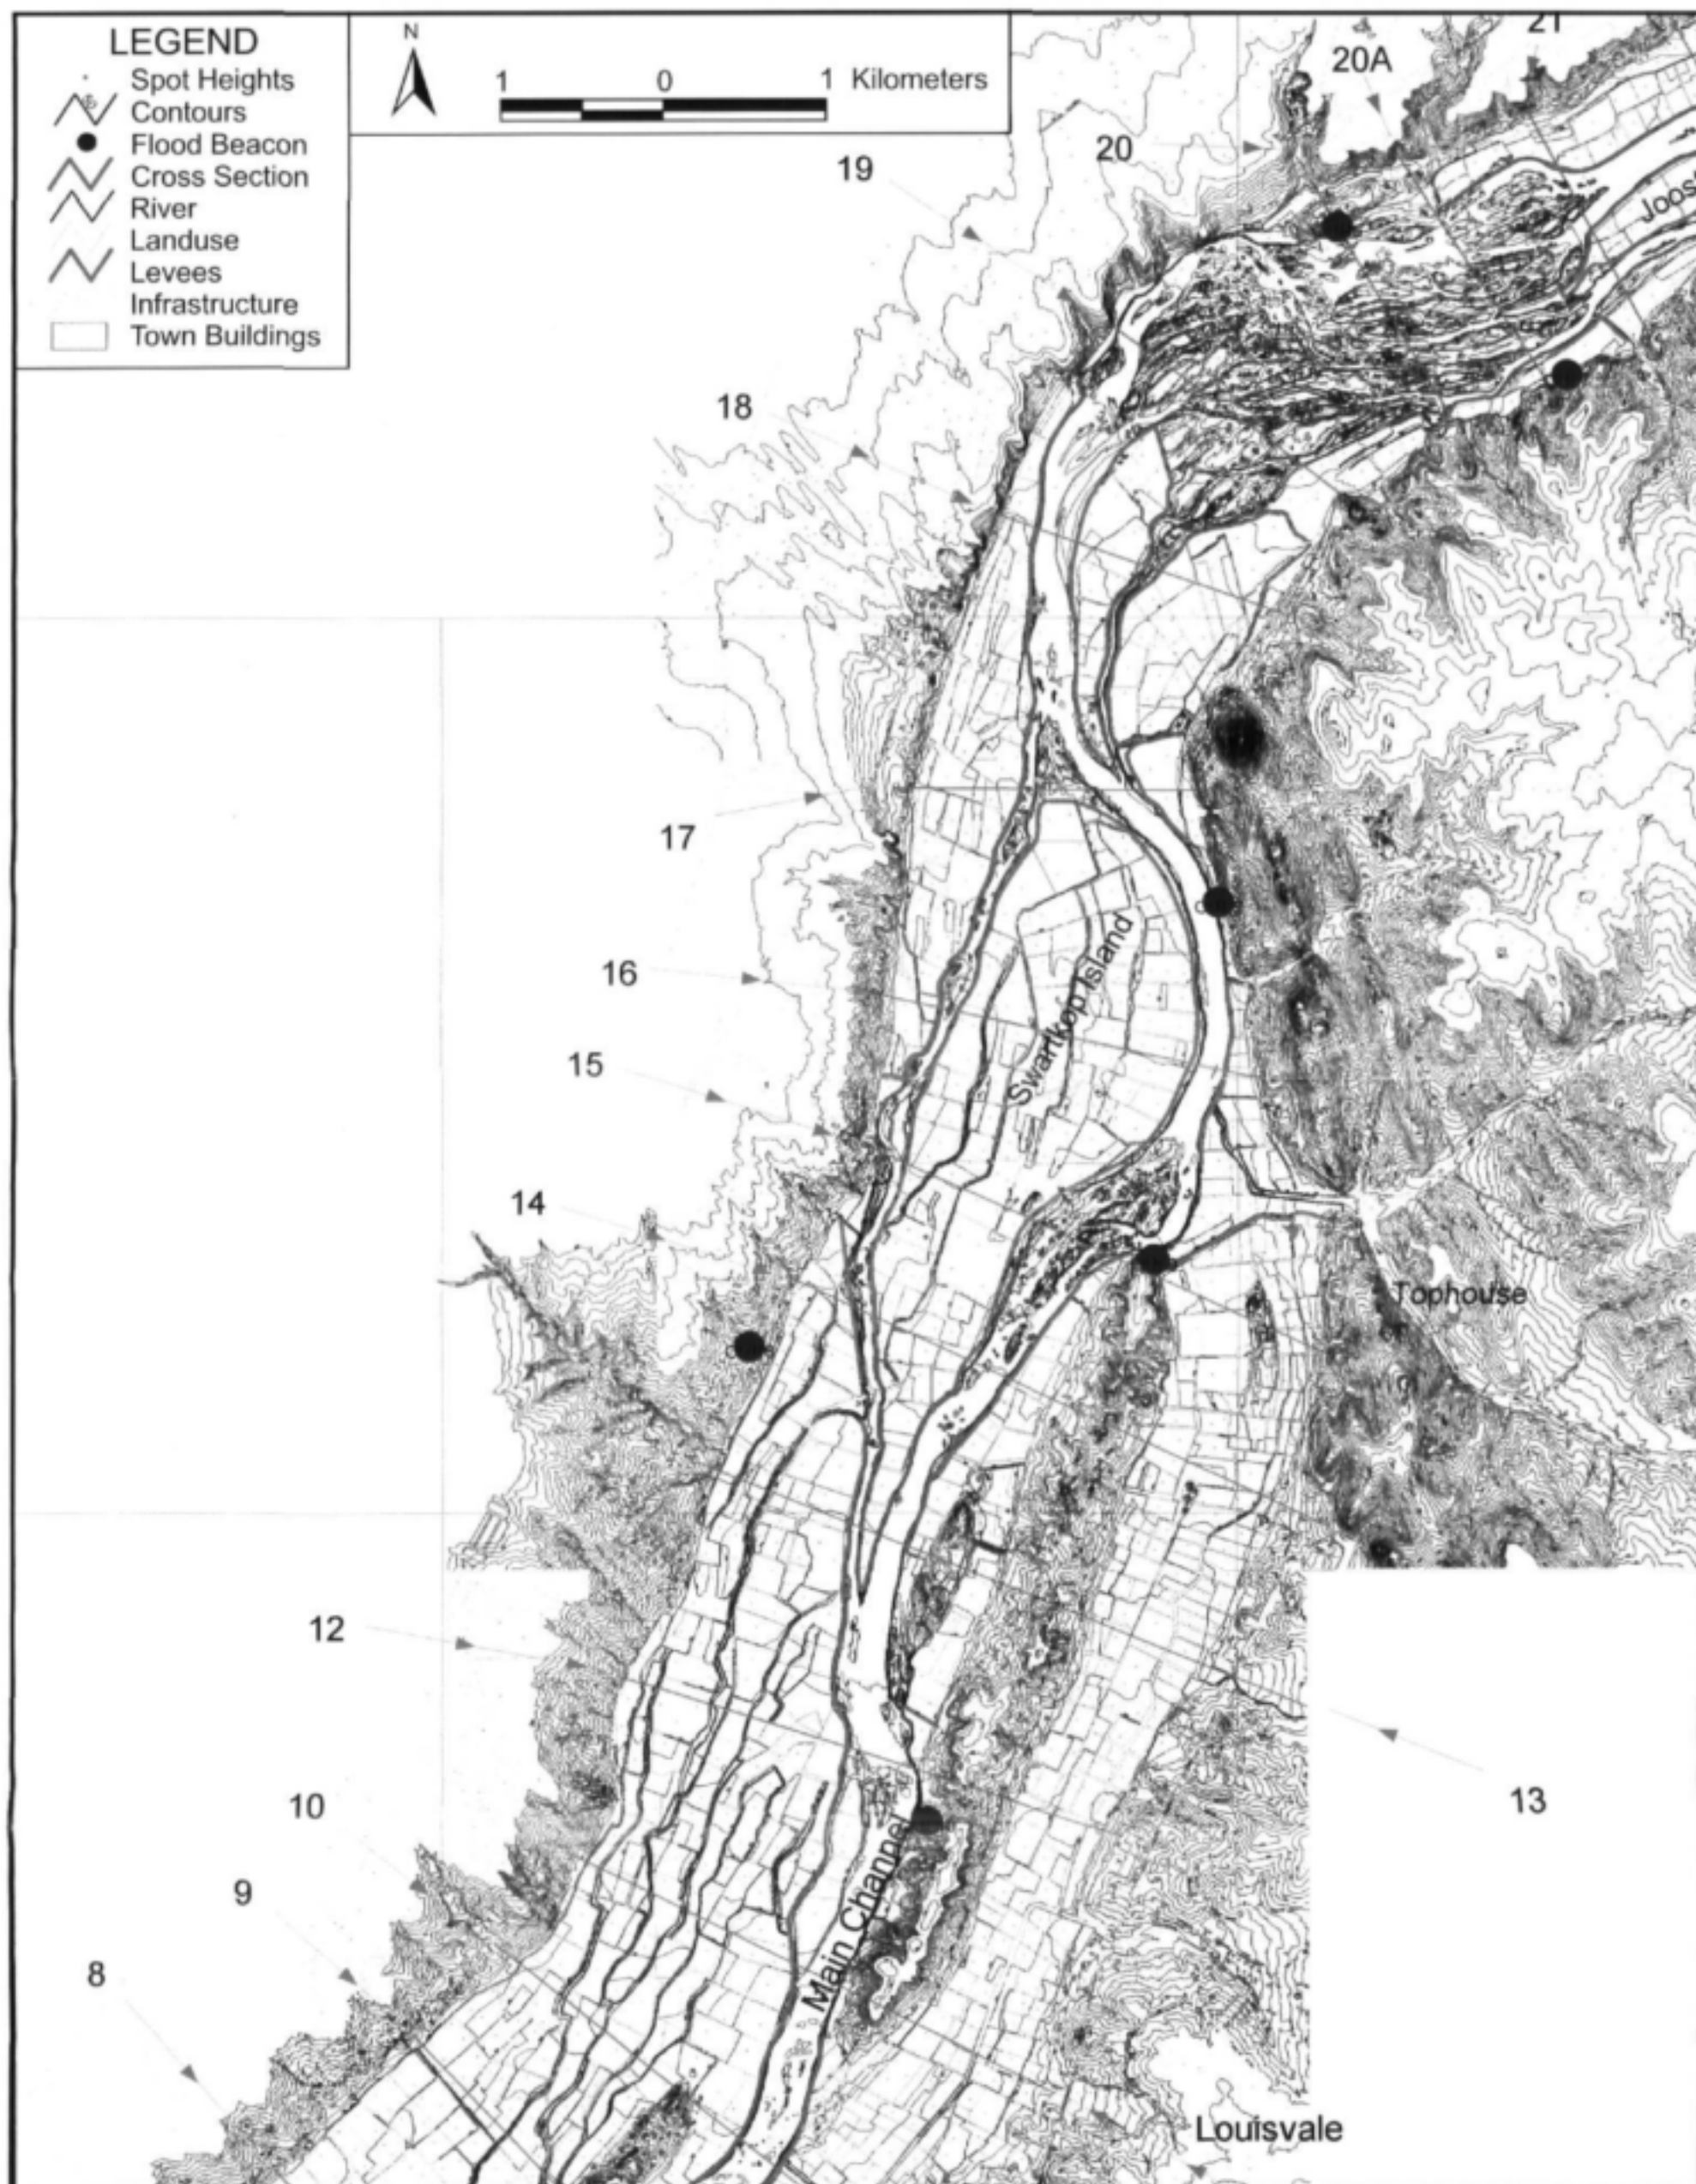 LEGEND
Spot Heights
Contours
Flood Beacon
Cross Section
River
Landuse
Levees
Infrastructure
Town Buildings
N
1 0 1 Kilometers
21
20A
20
19
Joost
18
17
16
Swartkop Island
15
14
Tophouse
12
13
10
9
Main Channel
8
Louisvale